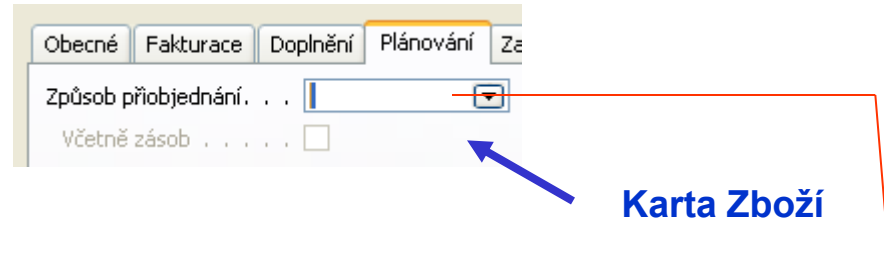 Obecné Fakturace Doplnění Plánování Za
Způsob přiobjednání. . .
Včetně zásob . . . . .
Karta Zboží